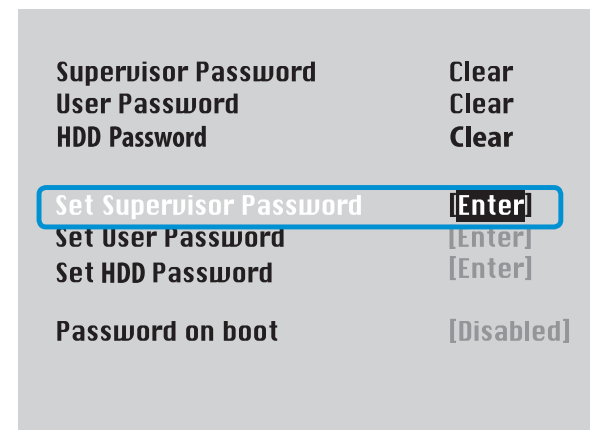 Supervisor Password Clear
User Password Clear
HDD Password Clear
Set Supervisor Password [Enter]
Set User Password [Enter]
Set HDD Password [Enter]
Password on boot [Disabled]